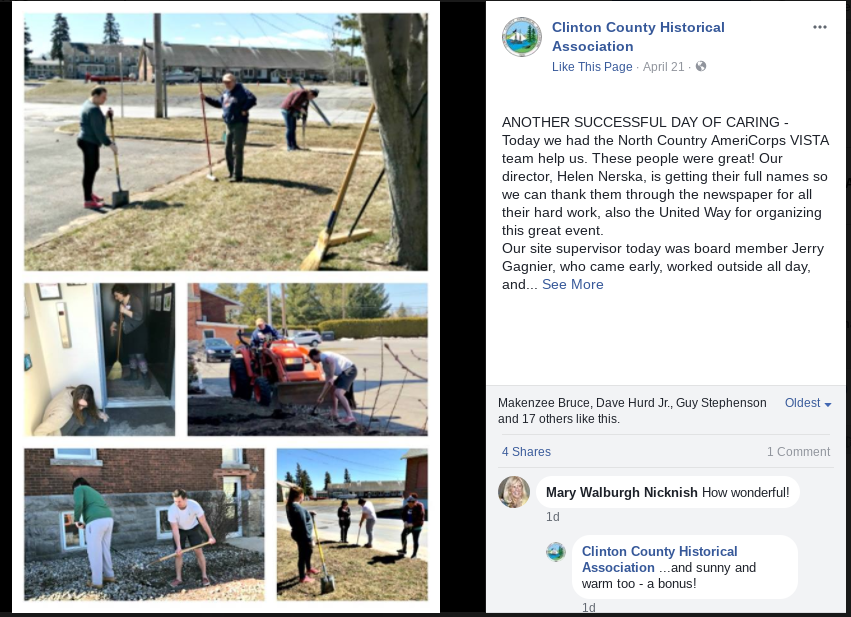 Clinton County Historical
Association
Like This Page · April 21 ·
ANOTHER SUCCESSFUL DAY OF CARING -
Today we had the North Country AmeriCorps VISTA
team help us. These people were great! Our
director, Helen Nerska, is getting their full names so
we can thank them through the newspaper for all
their hard work, also the United Way for organizing
this great event.
Our site supervisor today was board member Jerry
Gagnier, who came early, worked outside all day,
and... See More
Makenzee Bruce, Dave Hurd Jr., Guy Stephenson
and 17 others like this.
Oldest
4 Shares
1 Comment
Mary Walburgh Nicknish How wonderful!
1d
Clinton County Historical
Association ...and sunny and
warm too - a bonus!
1d